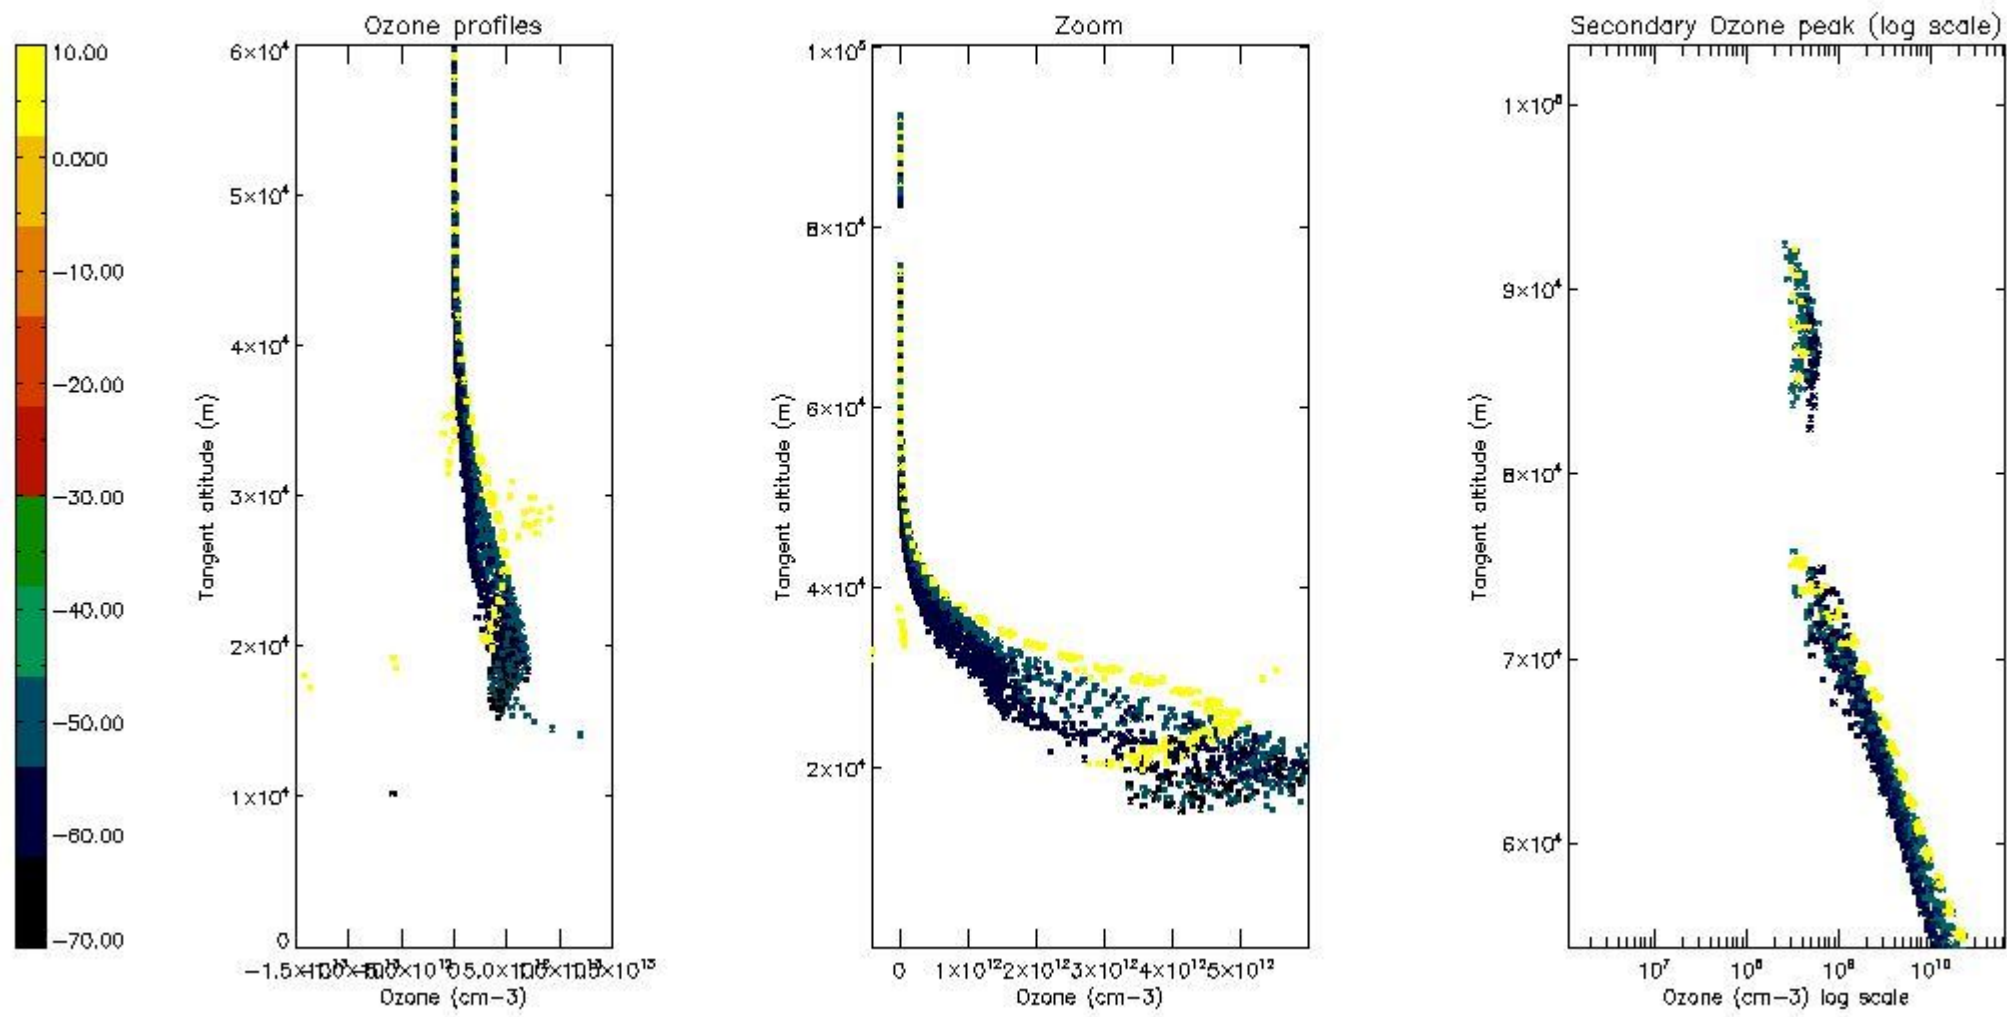 Ozone profiles
Zoom
Secondary Ozone peak (log scale)
10.00
0.000
-10.00
-20.00
-30.00
-40.00
-50.00
-60.00
-70.00
6×10⁴
5×10⁴
4×10⁴
3×10⁴
2×10⁴
1×10⁴
0
Tangent altitude (m)
Ozone (cm-3)
1×10⁵
8×10⁴
6×10⁴
4×10⁴
2×10⁴
Tangent altitude (m)
0 1×10¹² 2×10¹² 3×10¹² 4×10¹² 5×10¹²
Ozone (cm-3)
9×10⁴
8×10⁴
7×10⁴
6×10⁴
Tangent altitude (m)
10⁷ 10⁸ 10⁹ 10¹⁰
Ozone (cm-3) log scale